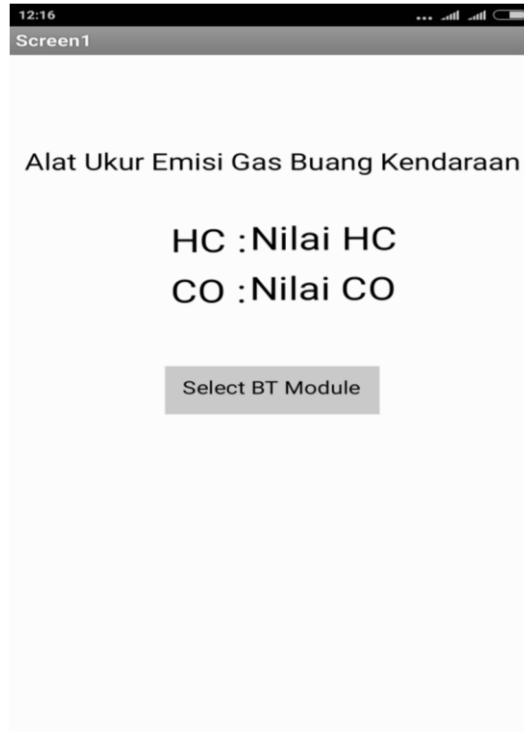 12:16
Screen1
Alat Ukur Emisi Gas Buang Kendaraan
HC : Nilai HC
CO : Nilai CO
Select BT Module